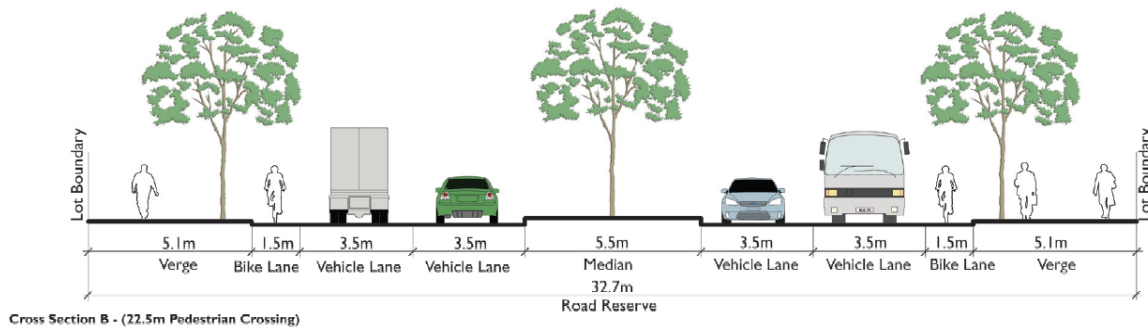 Lot Boundary
Lot Boundary
5.1m 1.5m 3.5m 3.5m 5.5m 3.5m 3.5m 1.5m 5.1m
Verge Bike Lane Vehicle Lane Vehicle Lane Median Vehicle Lane Vehicle Lane Bike Lane Verge
32.7m
Road Reserve
Cross Section B - (22.5m Pedestrian Crossing)